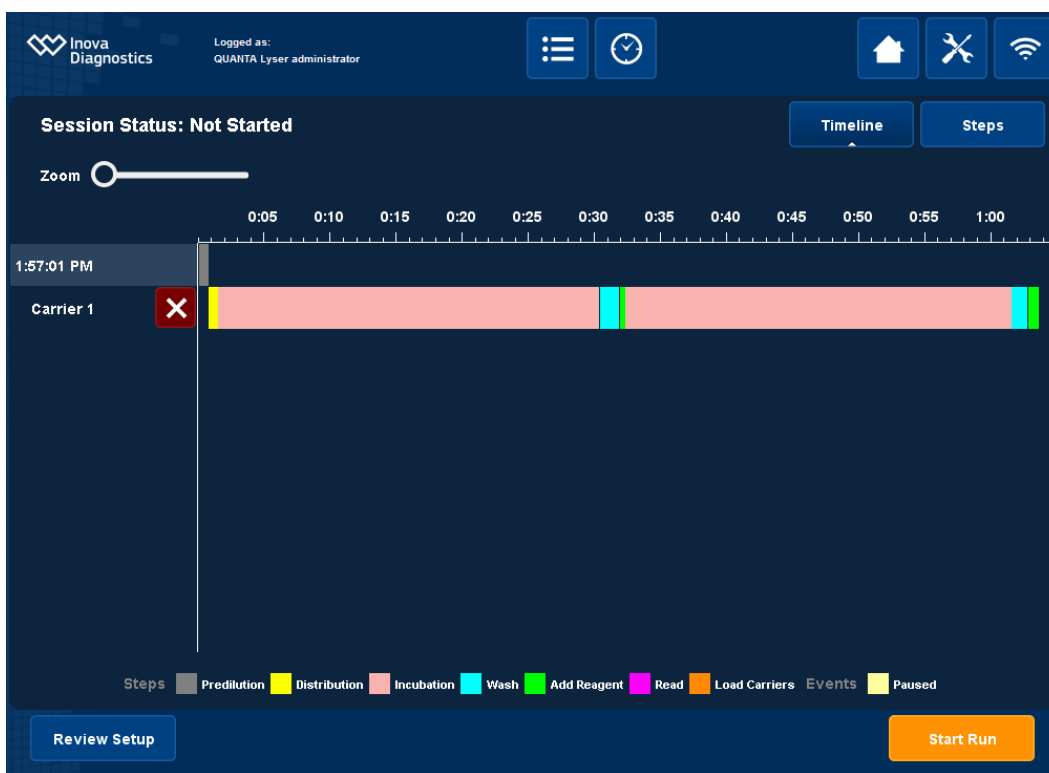 Inova
Diagnostics
Logged as:
QUANTA Lyser administrator
Session Status: Not Started
Timeline
Steps
Zoom
0:05 0:10 0:15 0:20 0:25 0:30 0:35 0:40 0:45 0:50 0:55 1:00
1:57:01 PM
Carrier 1
Steps Predilution Distribution Incubation Wash Add Reagent Read Load Carriers Events Paused
Review Setup
Start Run